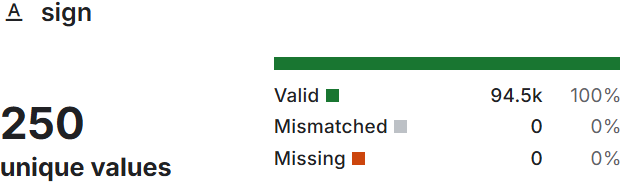 A sign
Valid 94.5k 100%
250
Mismatched 0 0%
unique values
Missing 0 0%